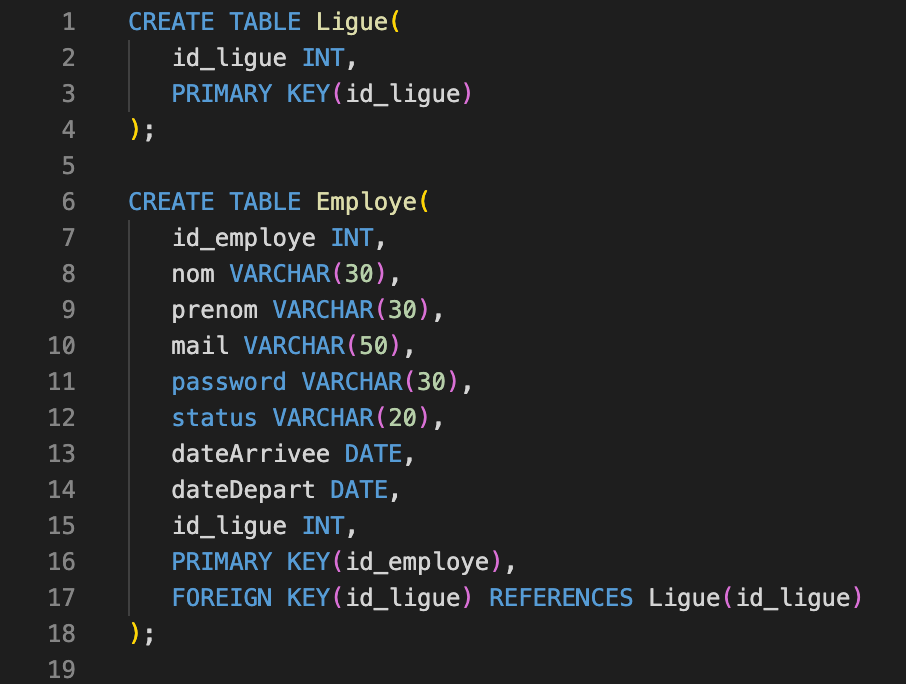 1 CREATE TABLE Ligue(
2 id_ligue INT,
3 PRIMARY KEY(id_ligue)
4 );
5
6 CREATE TABLE Employe(
7 id_employe INT,
8 nom VARCHAR(30),
9 prenom VARCHAR(30),
10 mail VARCHAR(50),
11 password VARCHAR(30),
12 status VARCHAR(20),
13 dateArrivee DATE,
14 dateDepart DATE,
15 id_ligue INT,
16 PRIMARY KEY(id_employe),
17 FOREIGN KEY(id_ligue) REFERENCES Ligue(id_ligue)
18 );
19